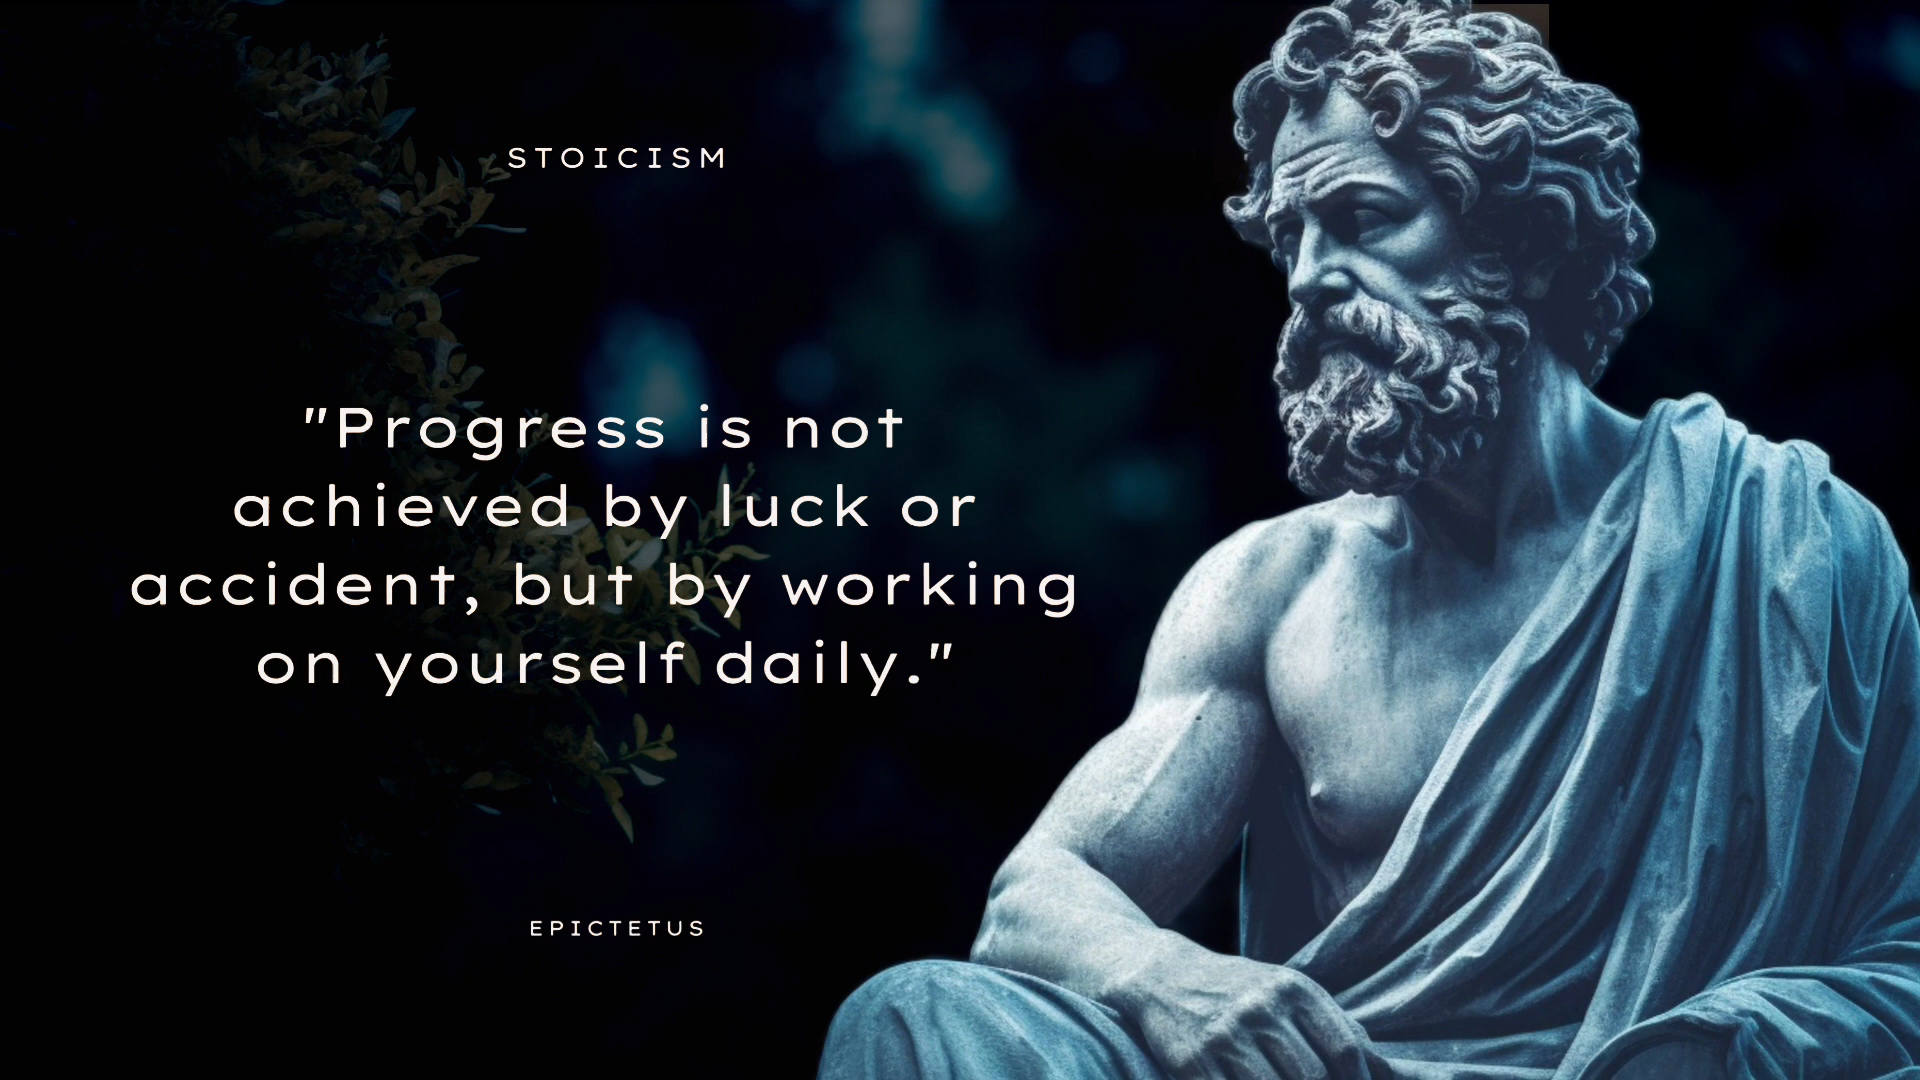 STOICISM
"Progress is not
achieved by luck or
accident, but by working
on yourself daily."
EPICTETUS